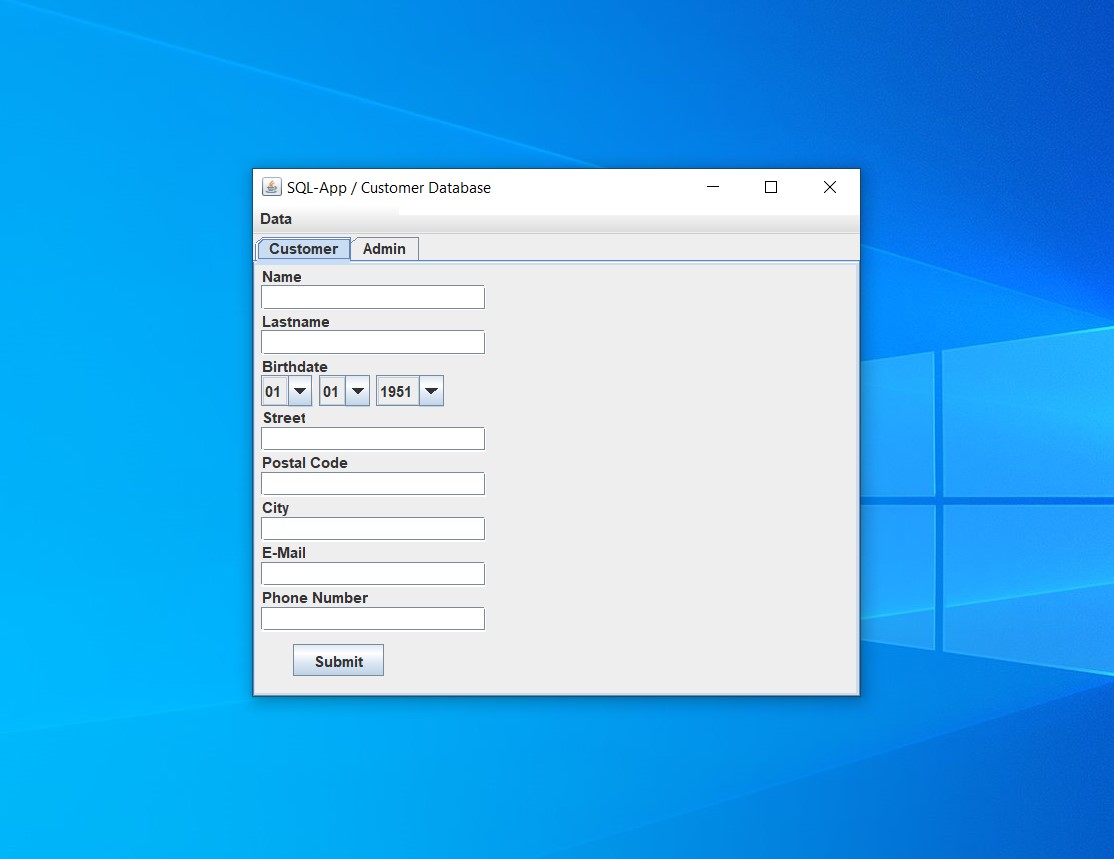 SQL-App / Customer Database
Data
Customer Admin
Name
Lastname
Birthdate
01 01 1951
Street
Postal Code
City
E-Mail
Phone Number
Submit